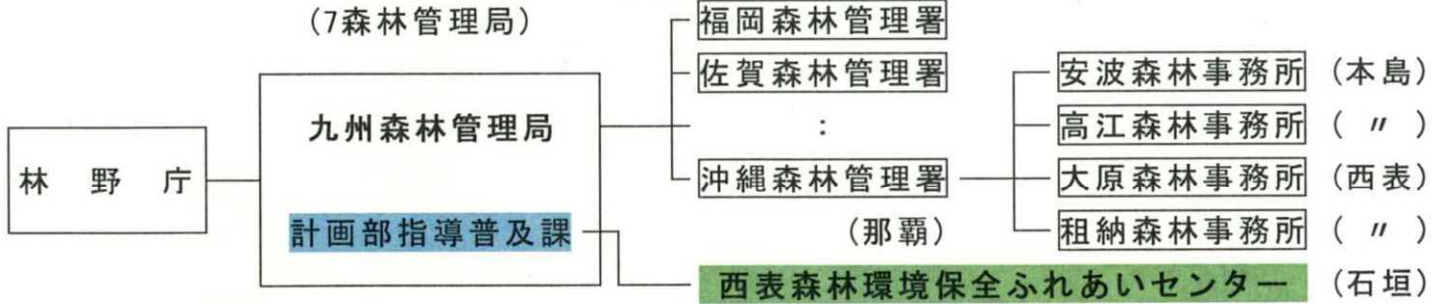 (7森林管理局)
福岡森林管理署
佐賀森林管理署
:
沖縄森林管理署
(那覇)
安波森林事務所 (本島)
高江森林事務所 ( 〃 )
大原森林事務所 (西表)
租納森林事務所 ( 〃 )
林野庁
九州森林管理局
計画部指導普及課
西表森林環境保全ふれあいセンター (石垣)